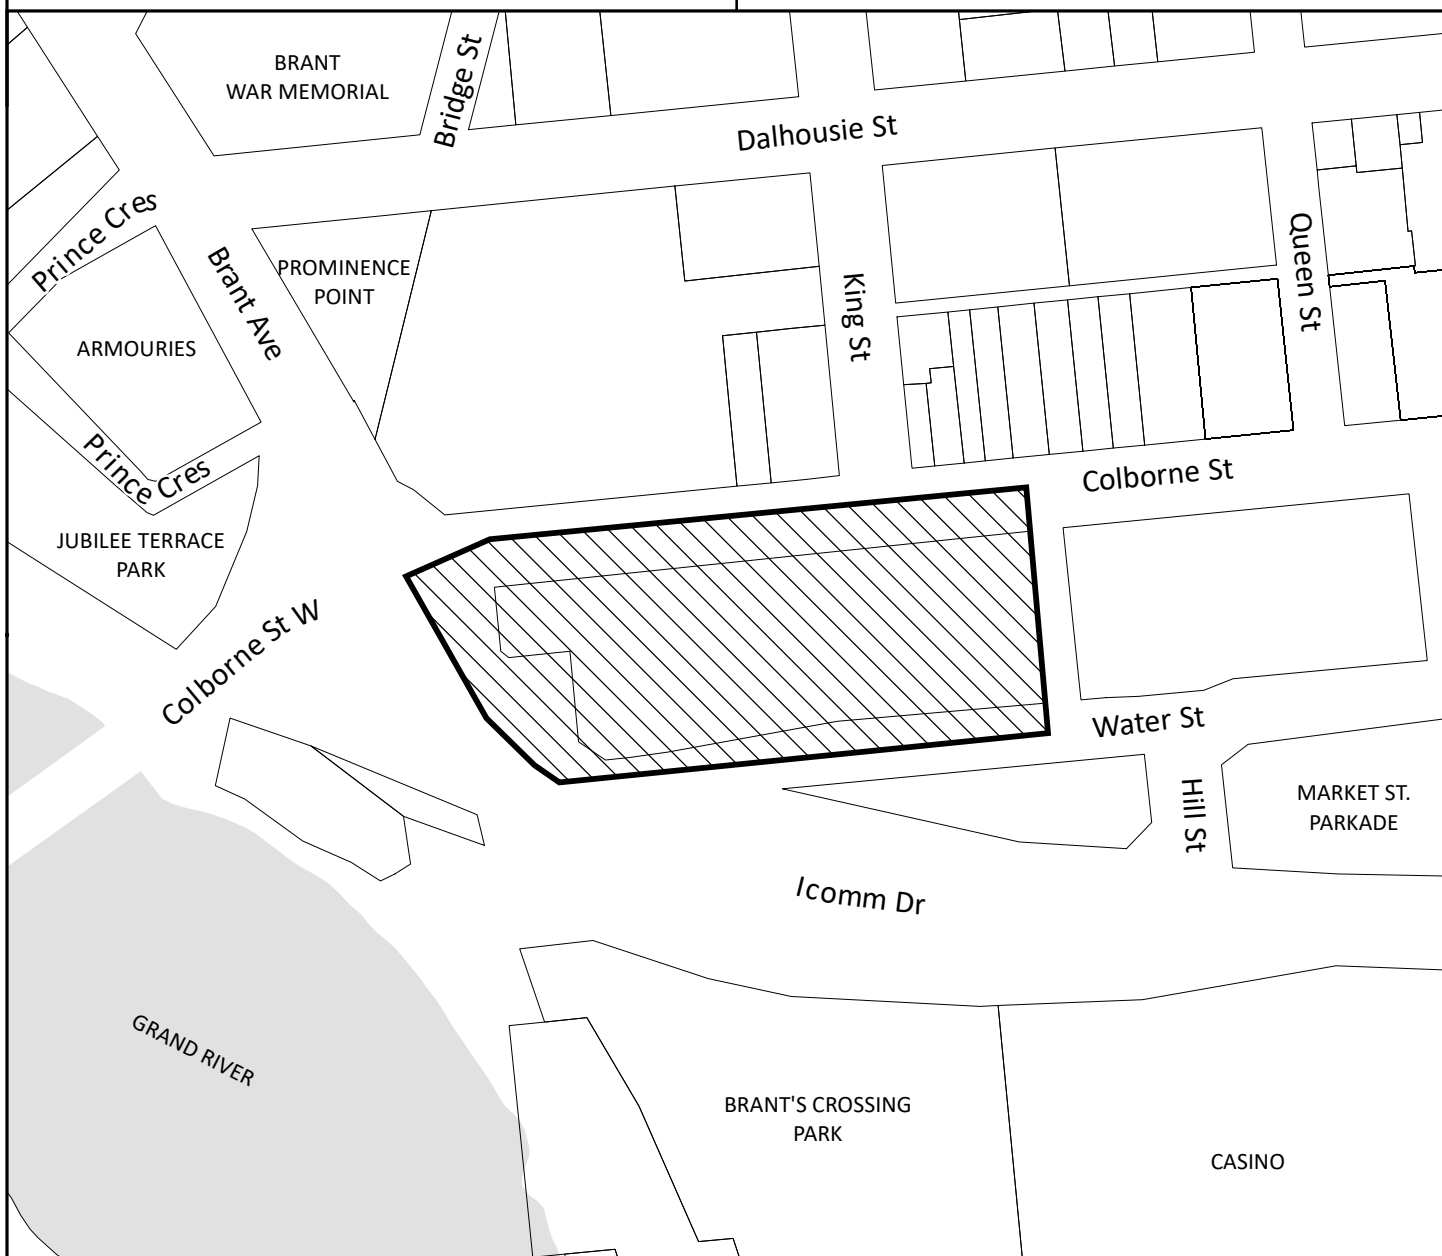 BRANT
WAR MEMORIAL
Bridge St
Dalhousie St
Prince Cres
Brant Ave
PROMINENCE
POINT
King St
Queen St
ARMOURIES
Prince Cres
Colborne St
JUBILEE TERRACE
PARK
Colborne St W
Water St
Hill St
MARKET ST.
PARKADE
Icomm Dr
GRAND RIVER
BRANT'S CROSSING
PARK
CASINO